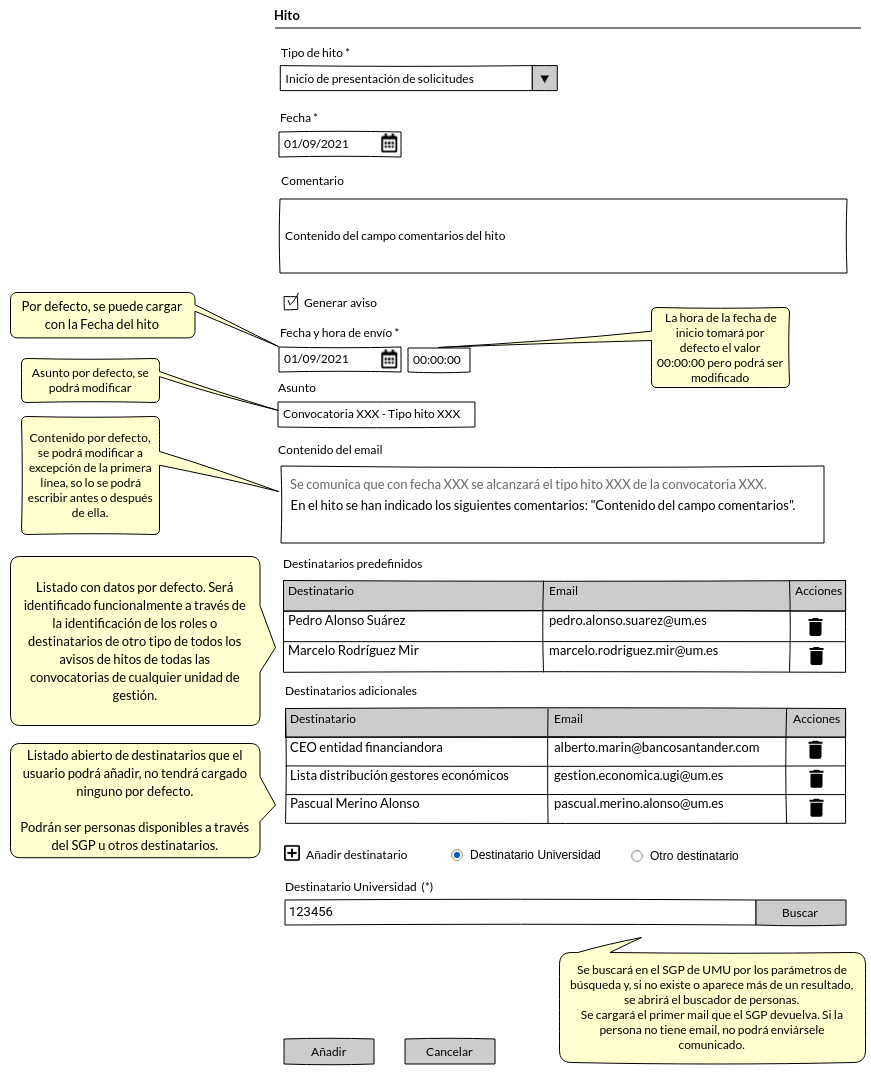 Hito
Tipo de hito *
Inicio de presentación de solicitudes
Fecha *
01/09/2021
Comentario
Contenido del campo comentarios del hito
Generar aviso
Por defecto, se puede cargar
con la Fecha del hito
Fecha y hora de envío *
01/09/2021
00:00:00
La hora de la fecha de
inicio tomará por
defecto el valor
00:00:00 pero podrá ser
modificado
Asunto por defecto, se
podrá modificar
Asunto
Convocatoria XXX - Tipo hito XXX
Contenido por defecto,
se podrá modificar a
excepción de la primera
línea, so lo se podrá
escribir antes o después
de ella.
Contenido del email
Se comunica que con fecha XXX se alcanzará el tipo hito XXX de la convocatoria XXX.
En el hito se han indicado los siguientes comentarios: "Contenido del campo comentarios".
Listado con datos por defecto. Será
identificado funcionalmente a través de
la identificación de los roles o
destinatarios de otro tipo de todos los
avisos de hitos de todas las
convocatorias de cualquier unidad de
gestión.
Destinatarios predefinidos
Destinatario Email Acciones
Pedro Alonso Suárez pedro.alonso.suarez@um.es
Marcelo Rodríguez Mir marcelo.rodriguez.mir@um.es
Destinatarios adicionales
Destinatario Email Acciones
CEO entidad financiandora alberto.marin@bancosantander.com
Lista distribución gestores económicos gestion.economica.ugi@um.es
Pascual Merino Alonso pascual.merino.alonso@um.es
Listado abierto de destinatarios que el
usuario podrá añadir, no tendrá cargado
ninguno por defecto.
Podrán ser personas disponibles a través
del SGP u otros destinatarios.
Añadir destinatario Destinatario Universidad Otro destinatario
Destinatario Universidad (*)
123456 Buscar
Se buscará en el SGP de UMU por los parámetros de
búsqueda y, si no existe o aparece más de un resultado,
se abrirá el buscador de personas.
Se cargará el primer mail que el SGP devuelva. Si la
persona no tiene email, no podrá enviársele
comunicado.
Añadir Cancelar